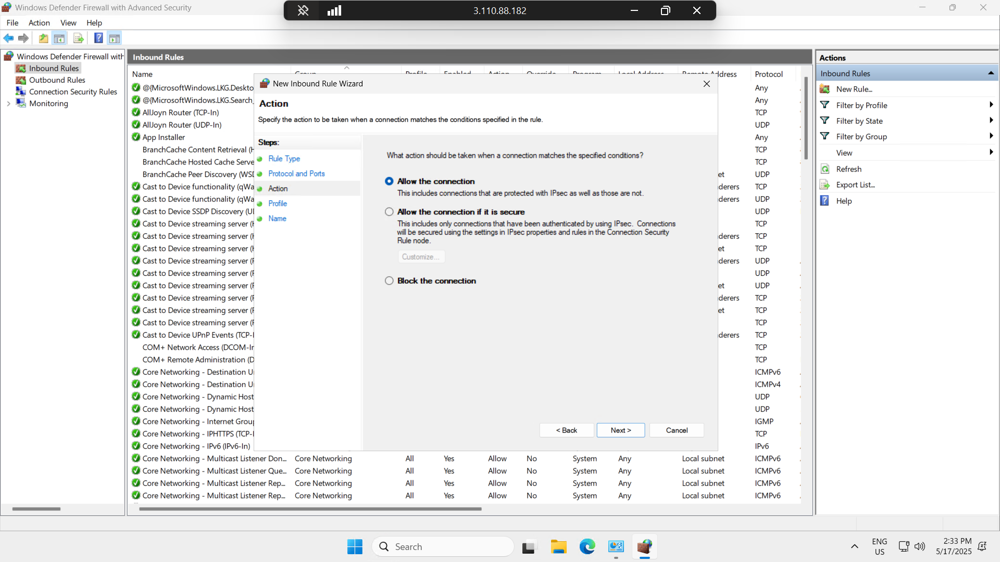 Windows Defender Firewall with Advanced Security
3.110.88.182
File Action View Help
Windows Defender Firewall with
Inbound Rules
Outbound Rules
Connection Security Rules
Monitoring
Inbound Rules
Name Group Profile Enabled Action Override Program Local Address Remote Address Protocol
@{MicrosoftWindows.LKG.Deskto Any
@{MicrosoftWindows.LKG.Search_ Any
AllJoyn Router (TCP-In) TCP
AllJoyn Router (UDP-In) UDP
App Installer Any
BranchCache Content Retrieval (H TCP
BranchCache Hosted Cache Serve TCP
BranchCache Peer Discovery (WSD et UDP
Cast to Device functionality (qWa derers TCP
Cast to Device functionality (qWa derers UDP
Cast to Device SSDP Discovery (UD UDP
Cast to Device streaming server (H TCP
Cast to Device streaming server (H derers TCP
Cast to Device streaming server (H et TCP
Cast to Device streaming server (R derers UDP
Cast to Device streaming server (R UDP
Cast to Device streaming server (R et UDP
Cast to Device streaming server (R derers TCP
Cast to Device streaming server (R et TCP
Cast to Device streaming server (R TCP
Cast to Device UPnP Events (TCP-I derers TCP
COM+ Network Access (DCOM-In TCP
COM+ Remote Administration (D TCP
Core Networking - Destination Un ICMPv6
Core Networking - Destination Un ICMPv4
Core Networking - Dynamic Host UDP
Core Networking - Dynamic Host UDP
Core Networking - Internet Group IGMP
Core Networking - IPHTTPS (TCP-I TCP
Core Networking - IPv6 (IPv6-In) IPv6
Core Networking - Multicast Listener Don... Core Networking All Yes Allow No System Any Local subnet ICMPv6
Core Networking - Multicast Listener Que... Core Networking All Yes Allow No System Any Local subnet ICMPv6
Core Networking - Multicast Listener Rep... Core Networking All Yes Allow No System Any Local subnet ICMPv6
Core Networking - Multicast Listener Rep... Core Networking All Yes Allow No System Any Local subnet ICMPv6
New Inbound Rule Wizard
Action
Specify the action to be taken when a connection matches the conditions specified in the rule.
Steps:
Rule Type
Protocol and Ports
Action
Profile
Name
What action should be taken when a connection matches the specified conditions?
Allow the connection
This includes connections that are protected with IPsec as well as those are not.
Allow the connection if it is secure
This includes only connections that have been authenticated by using IPsec. Connections
will be secured using the settings in IPsec properties and rules in the Connection Security
Rule node.
Customize...
Block the connection
< Back Next > Cancel
Actions
Inbound Rules
New Rule...
Filter by Profile
Filter by State
Filter by Group
View
Refresh
Export List...
Help
Search
ENG
US
2:33 PM
5/17/2025